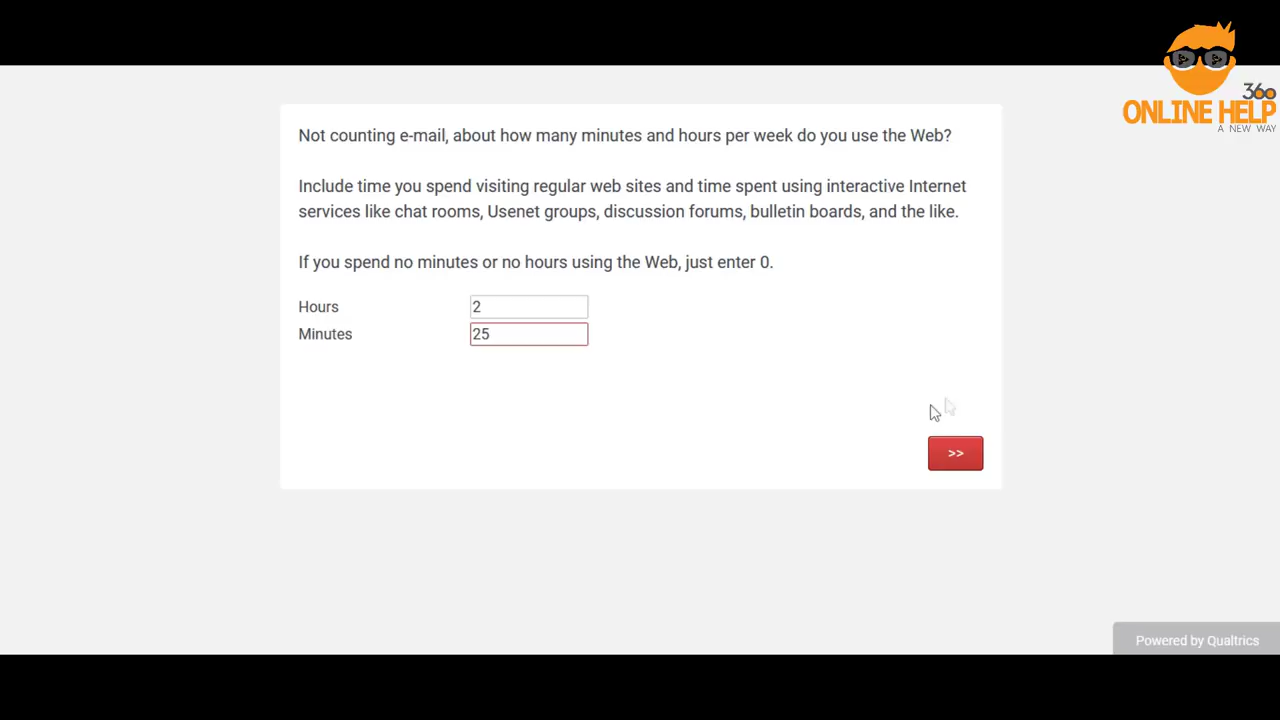 360
ONLINE HELP
A NEW WAY
Not counting e-mail, about how many minutes and hours per week do you use the Web?
Include time you spend visiting regular web sites and time spent using interactive Internet
services like chat rooms, Usenet groups, discussion forums, bulletin boards, and the like.
If you spend no minutes or no hours using the Web, just enter 0.
Hours 2
Minutes 25
>>
Powered by Qualtrics